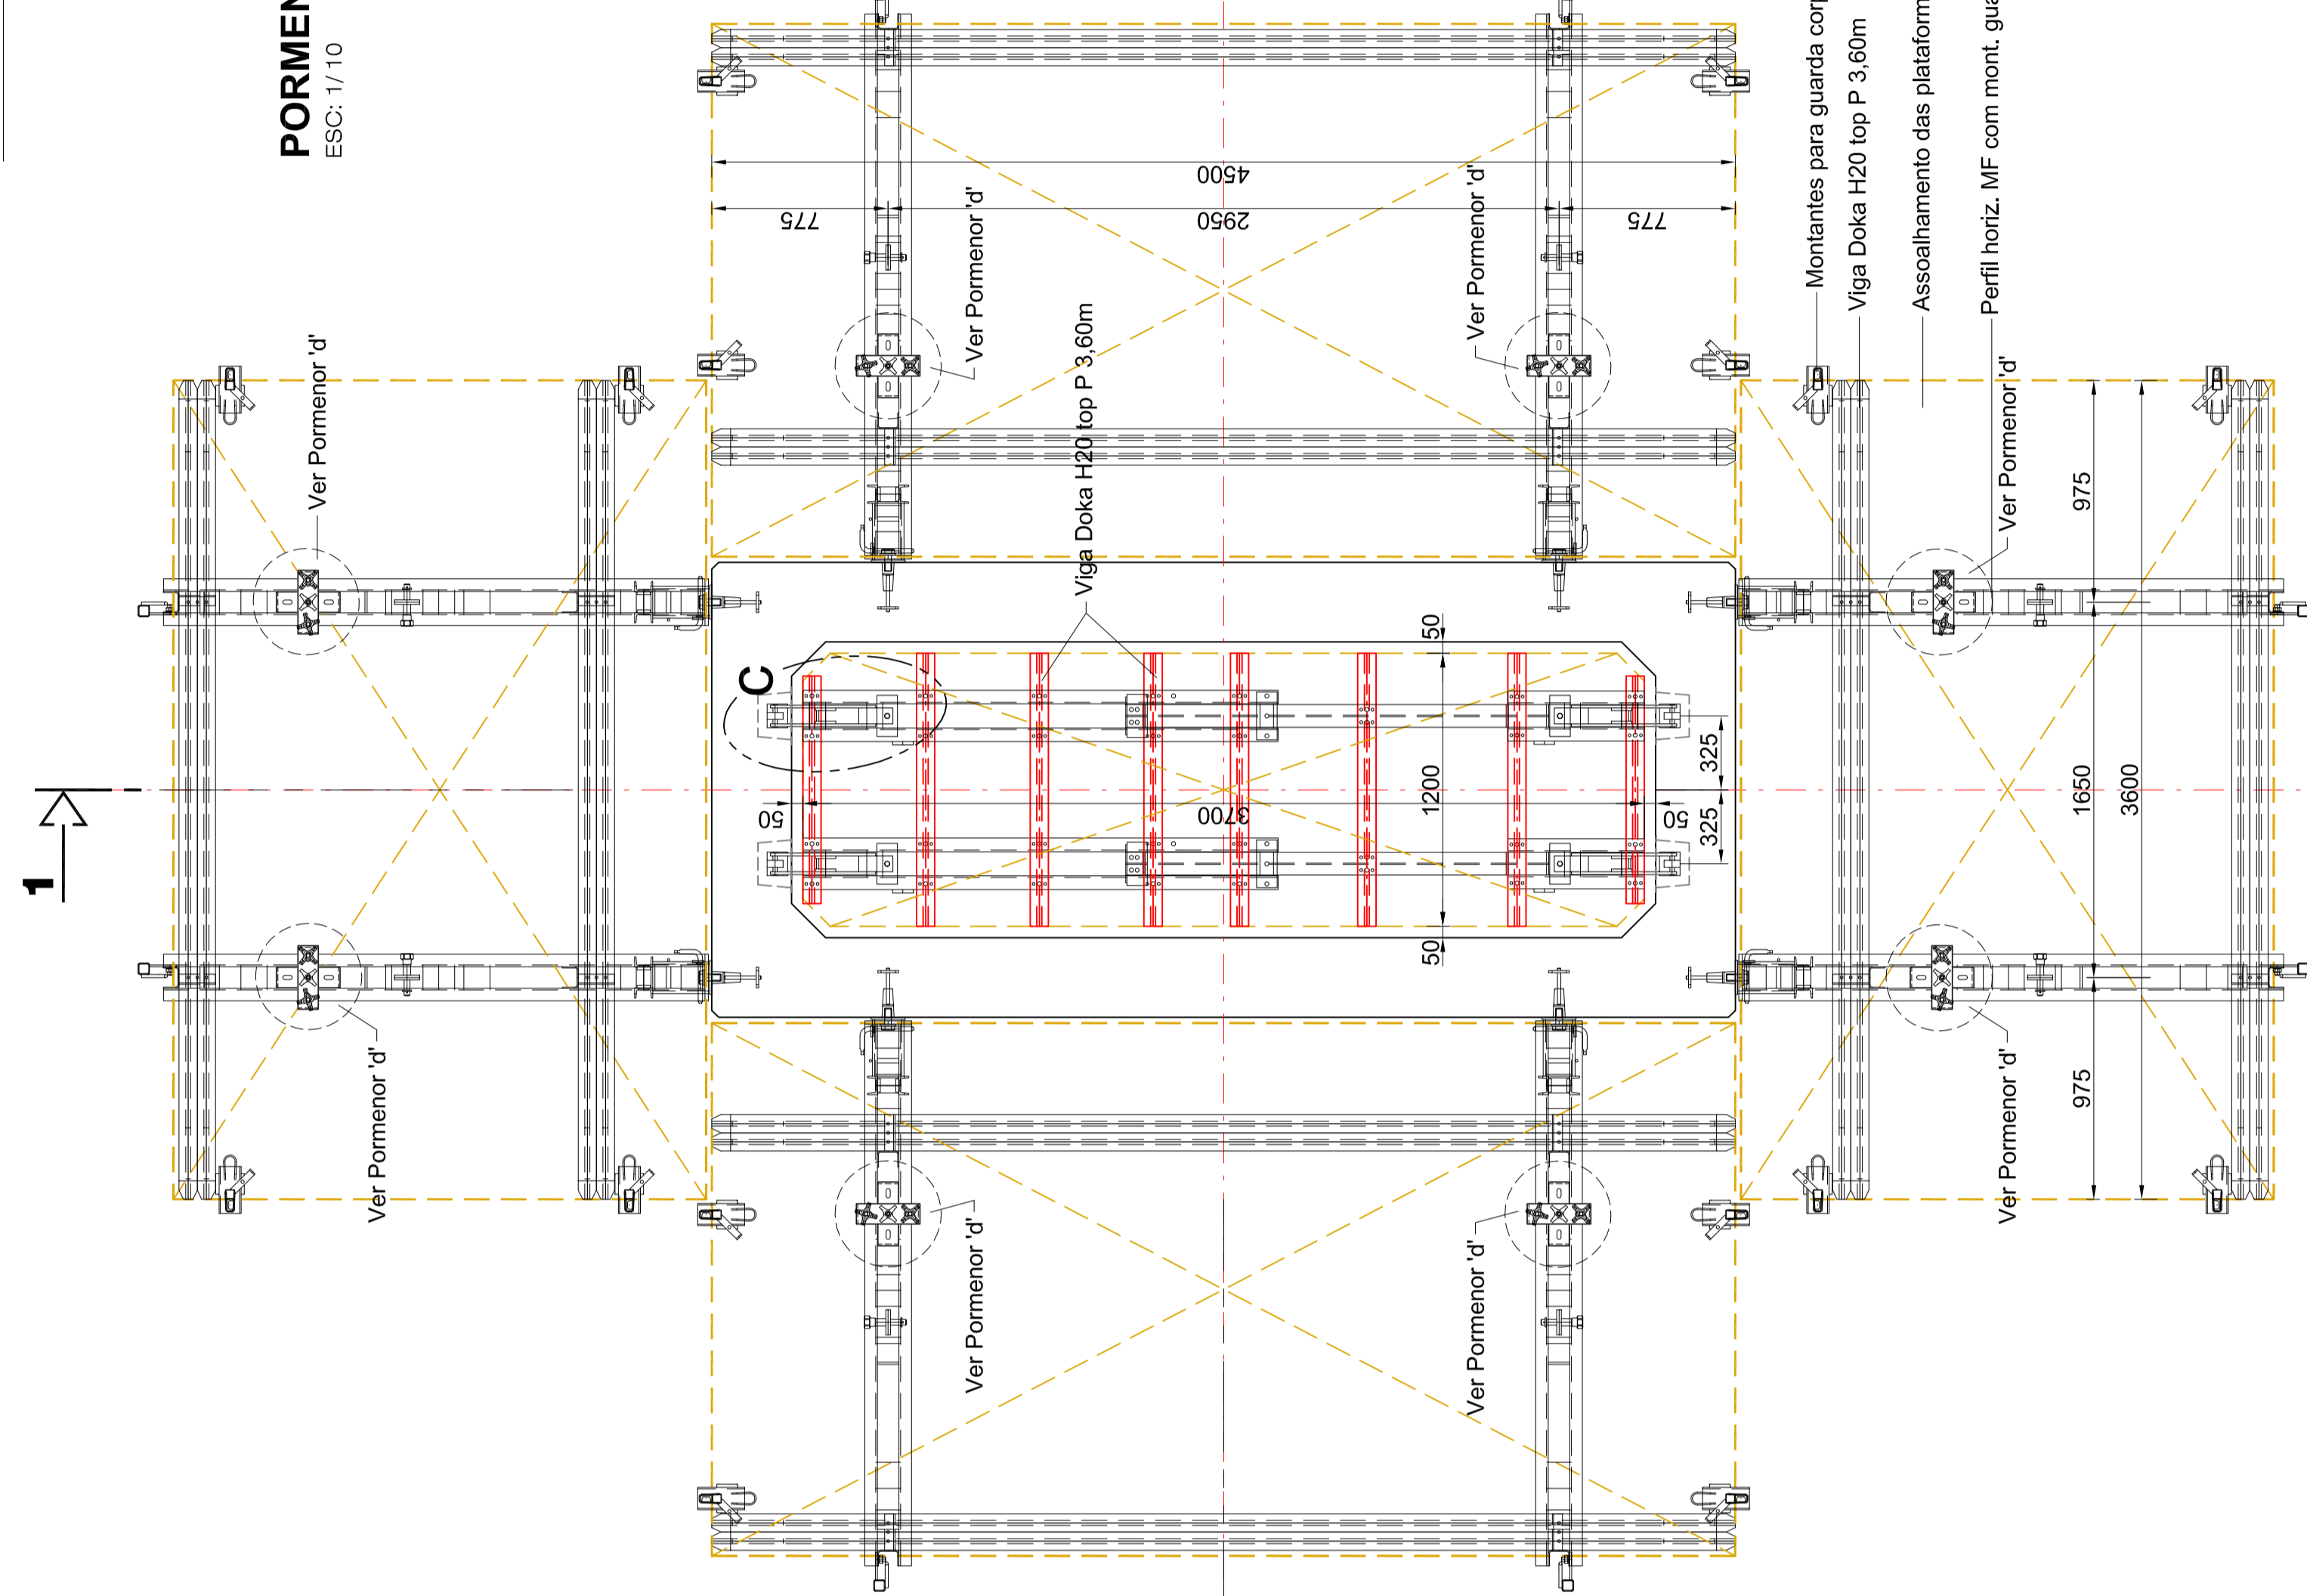 1
PORMEN
ESC: 1/ 10
Ver Pormenor 'd'
Ver Pormenor 'd'
C
Viga Doka H20 top P 3,60m
Ver Pormenor 'd'
Ver Pormenor 'd'
Ver Pormenor 'd'
Ver Pormenor 'd'
775
2950
775
4500
50
3700
50
50
1200
50
325
325
Montantes para guarda corp
Viga Doka H20 top P 3,60m
Assoalhamento das plataform
Perfil horiz. MF com mont. gua
Ver Pormenor 'd'
Ver Pormenor 'd'
975
1650
975
3600